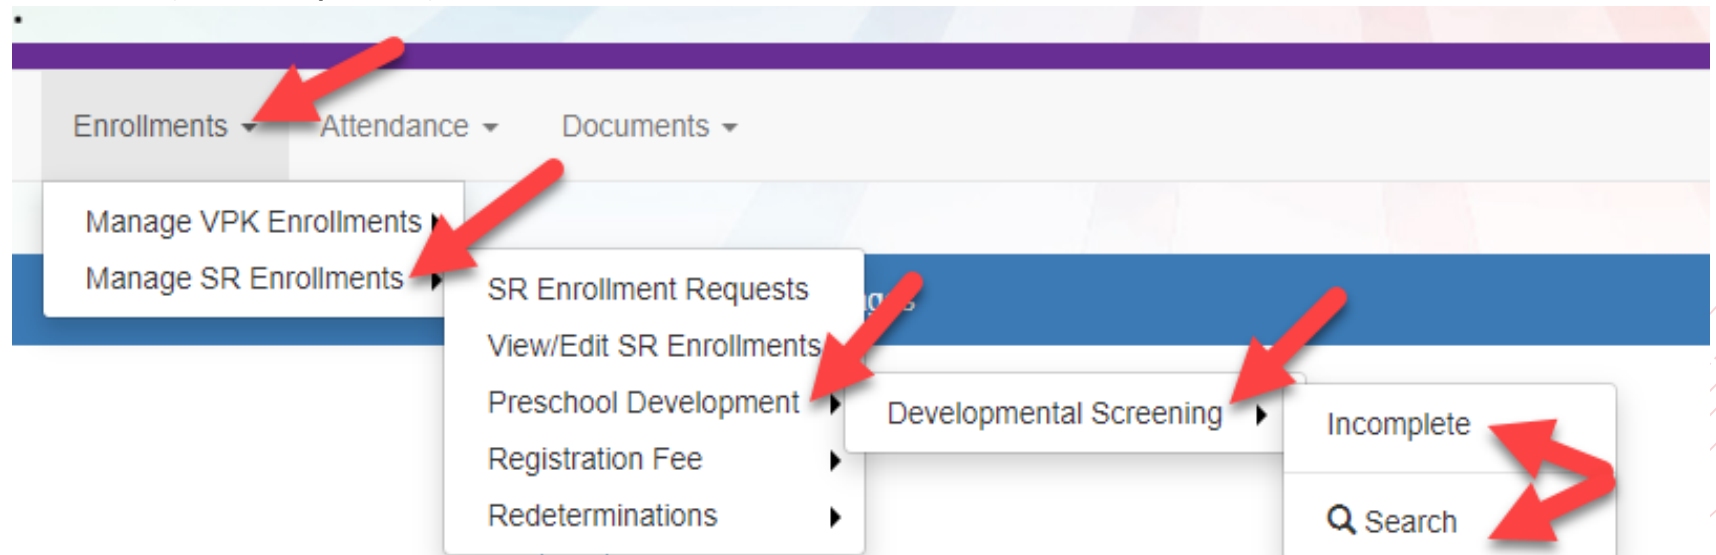 Enrollments
Attendance
Documents
Manage VPK Enrollments
Manage SR Enrollments
SR Enrollment Requests
View/Edit SR Enrollments
Preschool Development
Registration Fee
Redeterminations
Developmental Screening
Incomplete
Search